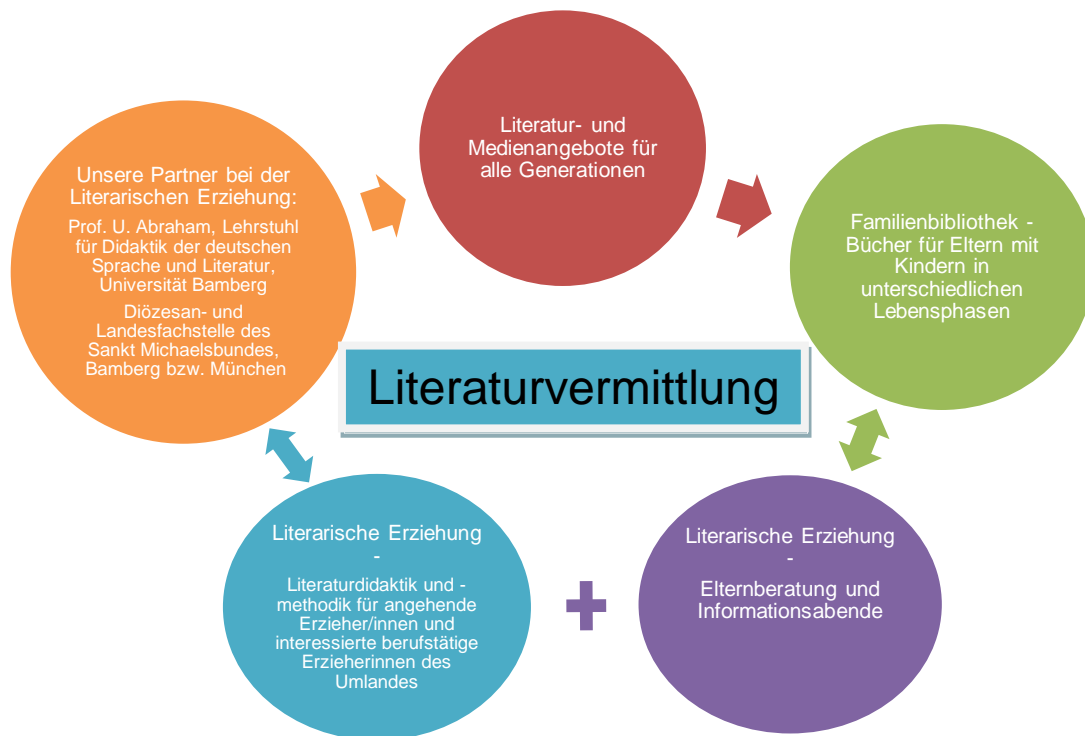 Unsere Partner bei der
Literarischen Erziehung:
Prof. U. Abraham, Lehrstuhl
für Didaktik der deutschen
Sprache und Literatur,
Universität Bamberg
Diözesan- und
Landesfachstelle des
Sankt Michaelsbundes,
Bamberg bzw. München
Literatur- und
Medienangebote für
alle Generationen
Familienbibliothek -
Bücher für Eltern mit
Kindern in
unterschiedlichen
Lebensphasen
Literaturvermittlung
Literarische Erziehung
-
Literaturdidaktik und -
methodik für angehende
Erzieher/innen und
interessierte berufstätige
Erzieherinnen des
Umlandes
Literarische Erziehung
-
Elternberatung und
Informationsabende